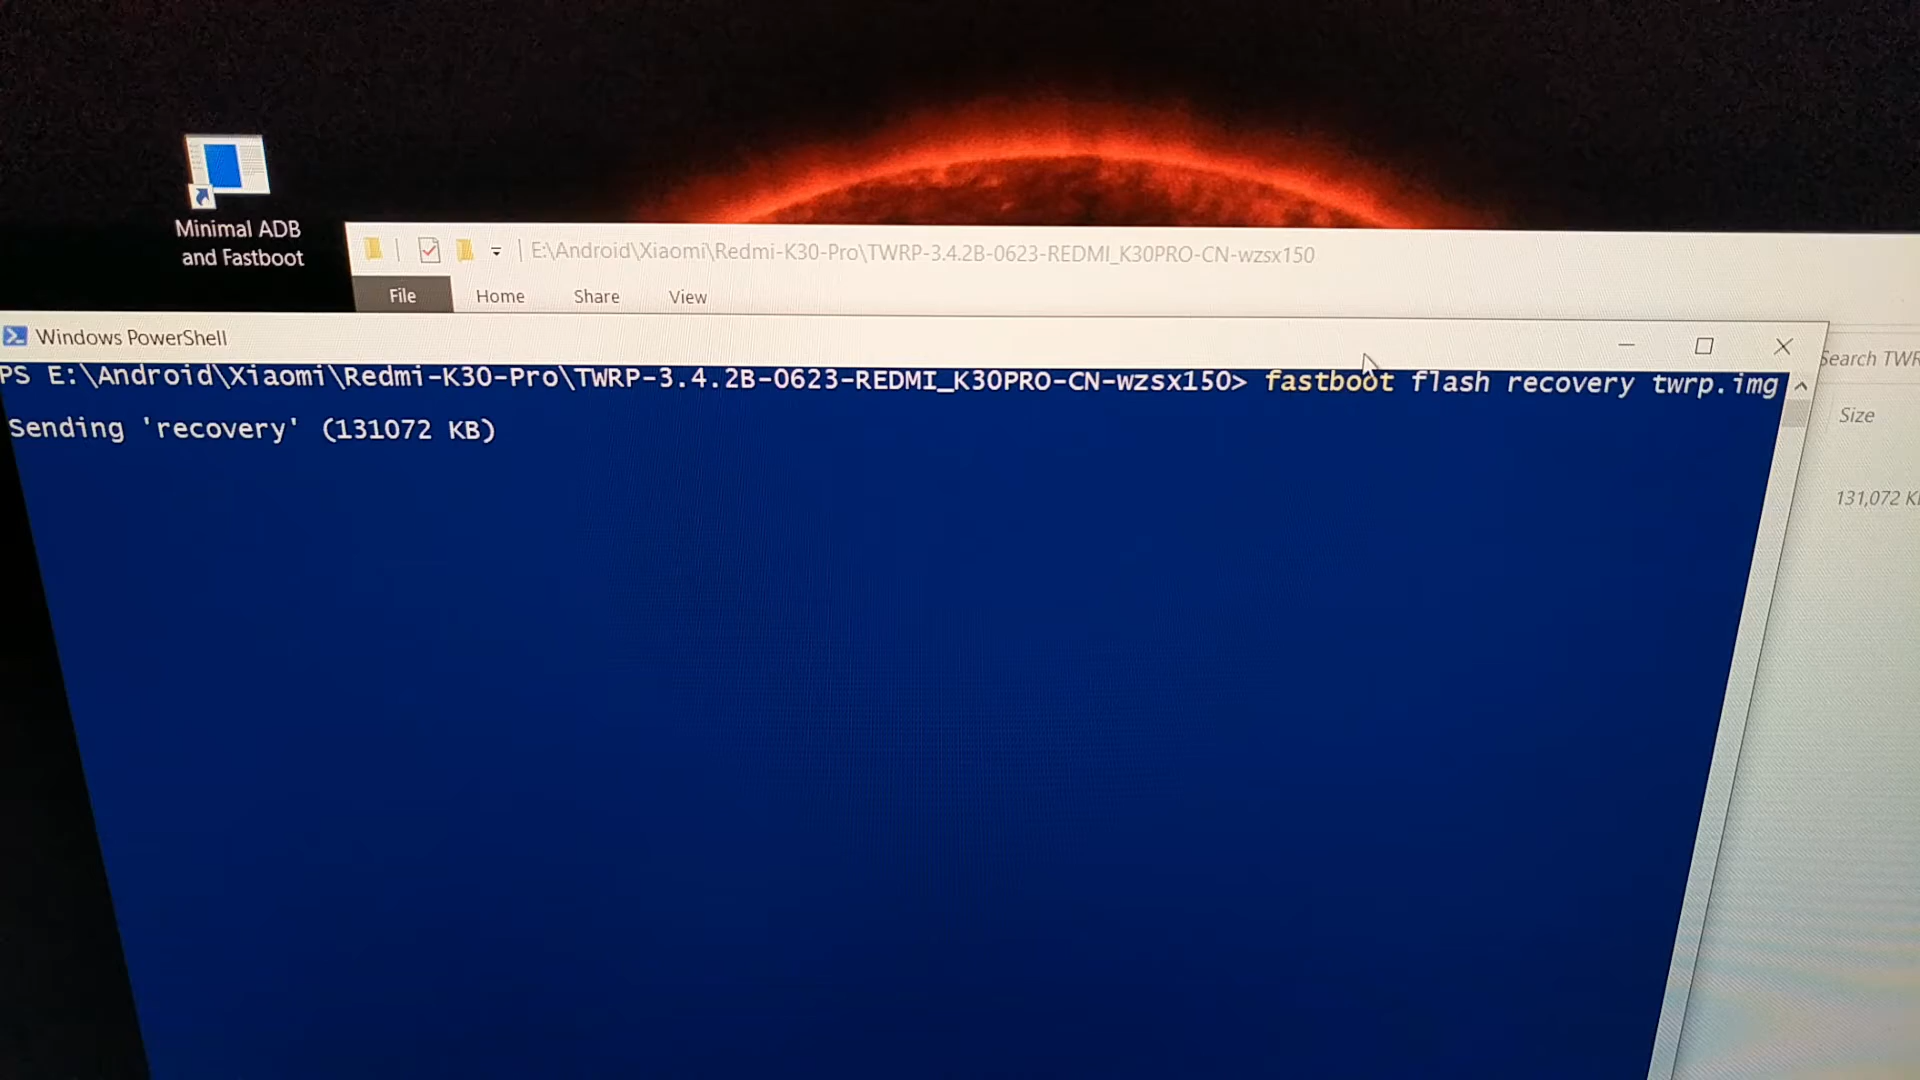 Minimal ADB
and Fastboot
E:\Android\Xiaomi\Redmi-K30-Pro\TWRP-3.4.2B-0623-REDMI_K30PRO-CN-wzsx150
File Home Share View
Windows PowerShell
Search TWR
PS E:\Android\Xiaomi\Redmi-K30-Pro\TWRP-3.4.2B-0623-REDMI_K30PRO-CN-wzsx150> fastboot flash recovery twrp.img
Size
Sending 'recovery' (131072 KB)
131,072 K